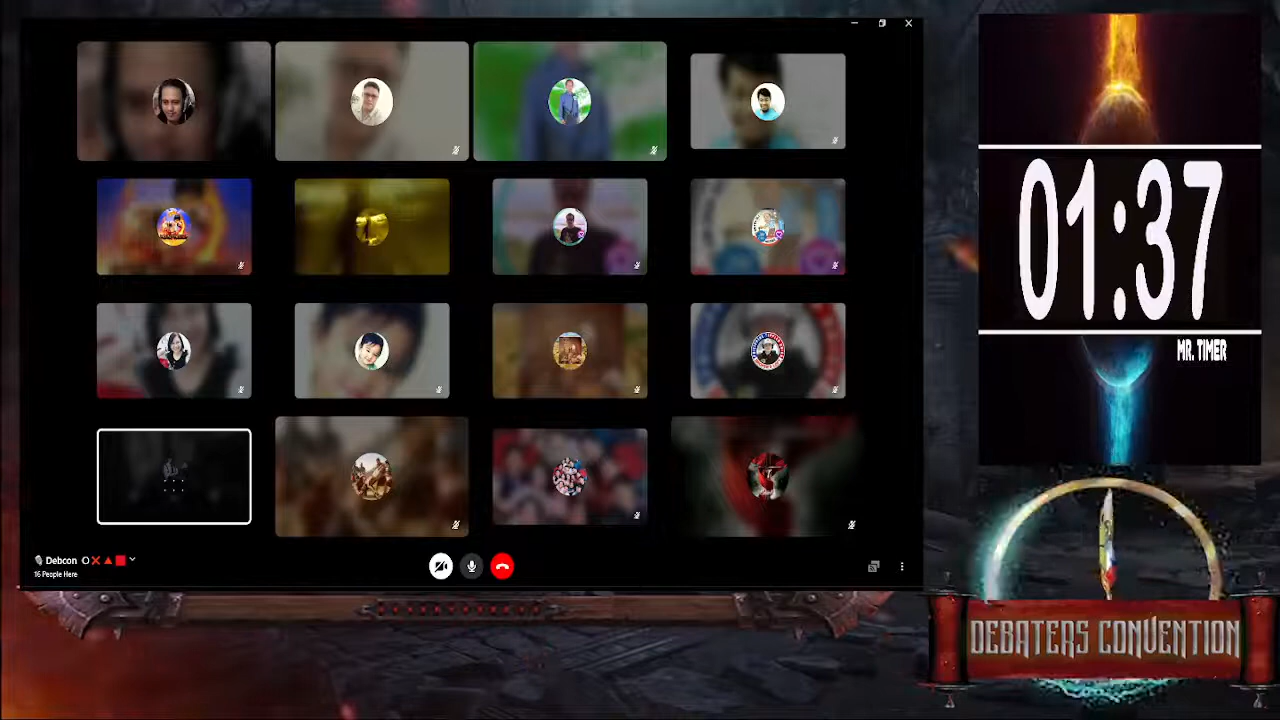 01:37
MR. TIMER
Debcon
16 People Here
DEBATERS CONVENTION